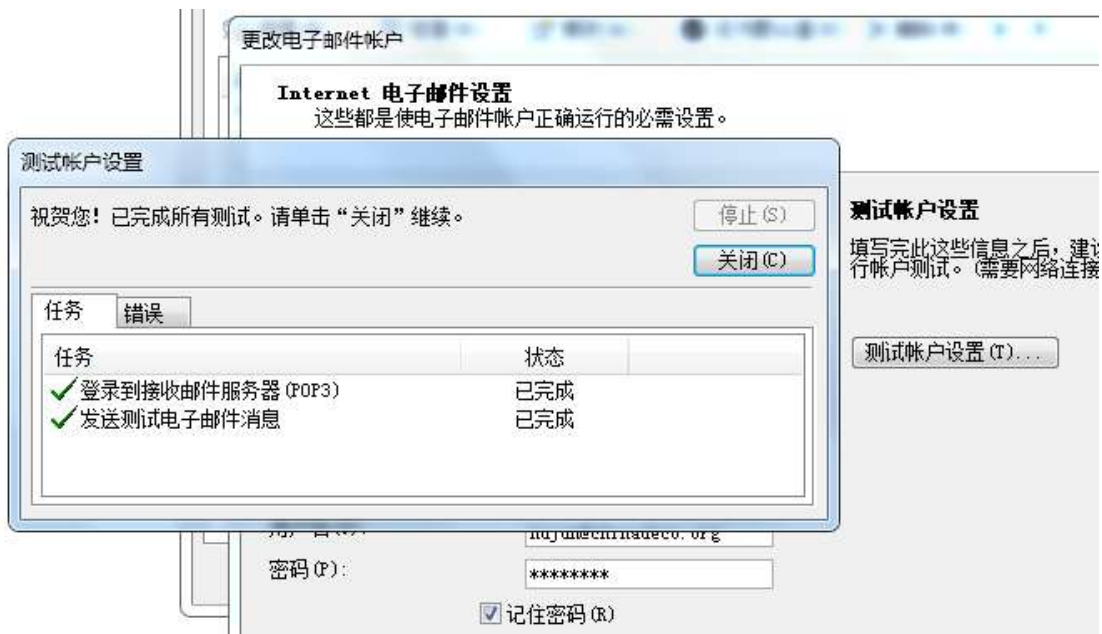 更改电子邮件帐户
Internet 电子邮件设置
这些都是使电子邮件帐户正确运行的必需设置。
测试帐户设置
祝贺您！已完成所有测试。请单击“关闭”继续。
停止(S)
关闭(C)
任务
错误
任务 状态
登录到接收邮件服务器(POP3) 已完成
发送测试电子邮件消息 已完成
测试帐户设置
填写完此这些信息之后，建
行帐户测试。(需要网络连接
测试帐户设置(T)...
密码(P):
********
记住密码(R)